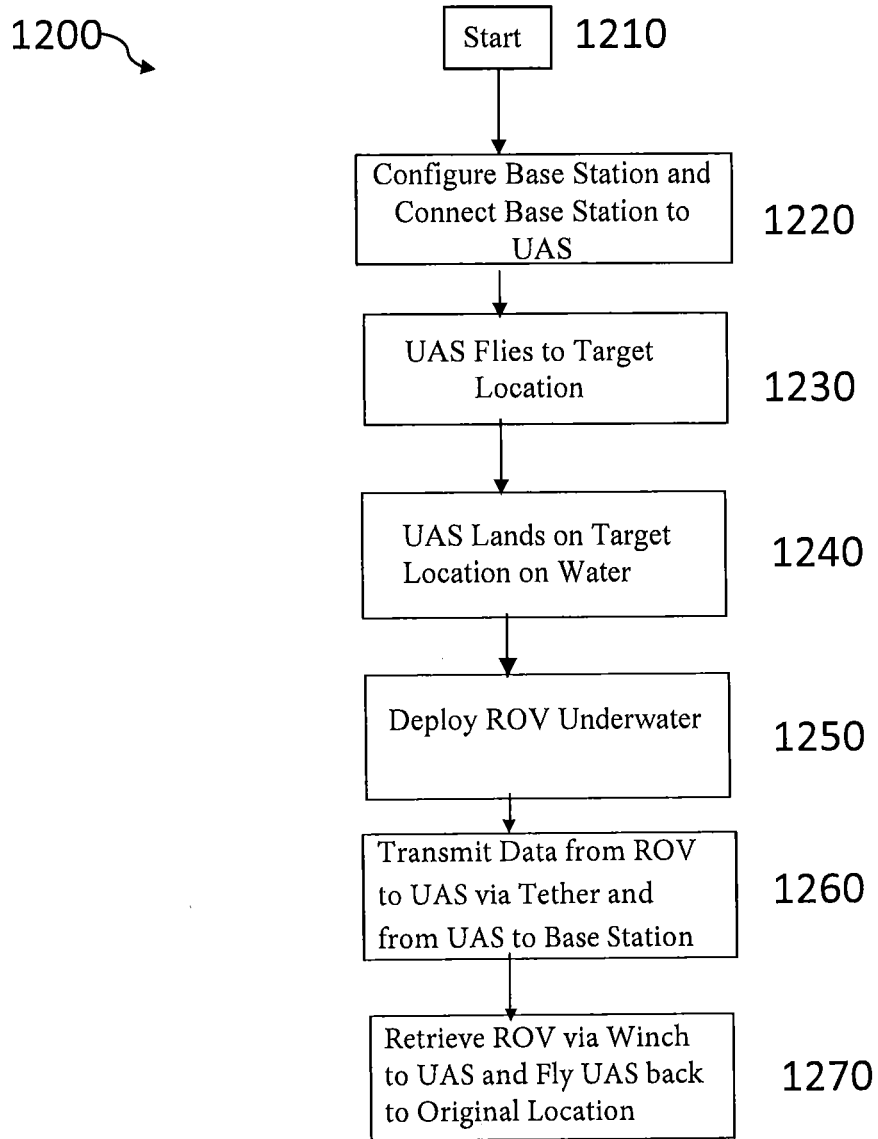 1200
Start
1210
Configure Base Station and
Connect Base Station to
UAS
1220
UAS Flies to Target
Location
1230
UAS Lands on Target
Location on Water
1240
Deploy ROV Underwater
1250
Transmit Data from ROV
to UAS via Tether and
from UAS to Base Station
1260
Retrieve ROV via Winch
to UAS and Fly UAS back
to Original Location
1270